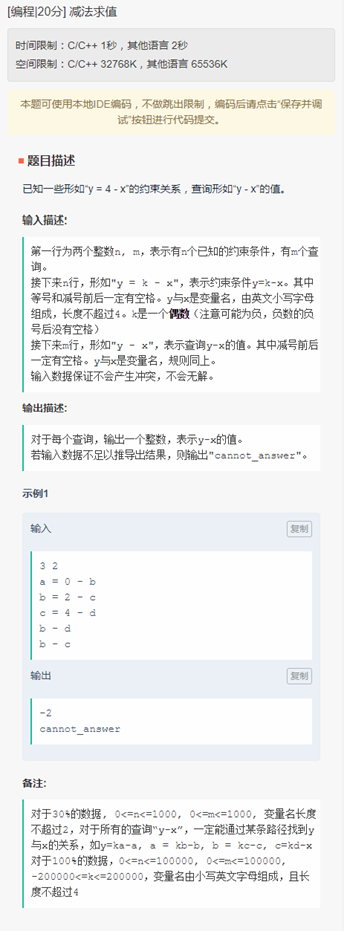 [编程|20分] 减法求值
时间限制：C/C++ 1秒，其他语言 2秒
空间限制：C/C++ 32768K，其他语言 65536K
本题可使用本地IDE编码，不做跳出限制，编码后请点击“保存并调
试”按钮进行代码提交。
题目描述
已知一些形如“y = 4 - x”的约束关系，查询形如“y - x”的值。
输入描述:
第一行为两个整数n, m，表示有n个已知的约束条件，有m个查
询。
接下来n行，形如"y = k - x"，表示约束条件y=k-x。其中
等号和减号前后一定有空格。y与x是变量名，由英文小写字母
组成，长度不超过4。k是一个偶数（注意可能为负，负数的负
号后没有空格）
接下来m行，形如"y - x"，表示查询y-x的值。其中减号前后
一定有空格。y与x是变量名，规则同上。
输入数据保证不会产生冲突，不会无解。
输出描述:
对于每个查询，输出一个整数，表示y-x的值。
若输入数据不足以推导出结果，则输出"cannot_answer"。
示例1
输入
复制
3 2
a = 0 - b
b = 2 - c
c = 4 - d
b - d
b - c
输出
复制
-2
cannot_answer
备注:
对于30%的数据, 0<=n<=1000, 0<=m<=1000, 变量名长度
不超过2，对于所有的查询“y-x”，一定能通过某条路径找到y
与x的关系，如y=ka-a, a = kb-b, b = kc-c, c=kd-x
对于100%的数据，0<=n<=100000, 0<=m<=100000,
-200000<=k<=200000，变量名由小写英文字母组成，且长
度不超过4